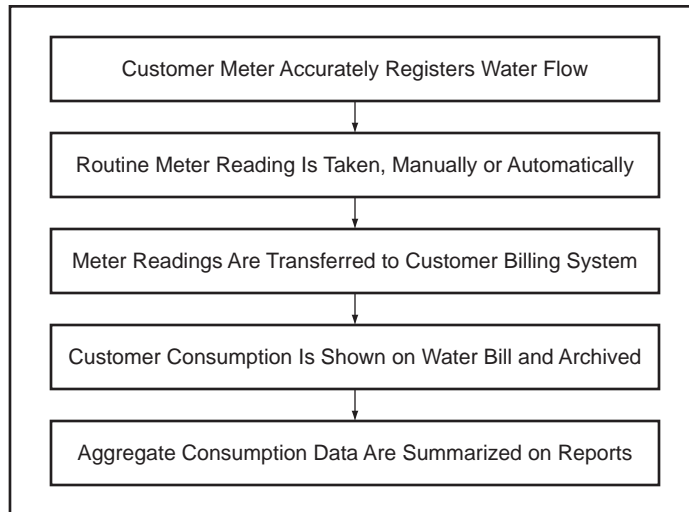 Customer Meter Accurately Registers Water Flow
Routine Meter Reading Is Taken, Manually or Automatically
Meter Readings Are Transferred to Customer Billing System
Customer Consumption Is Shown on Water Bill and Archived
Aggregate Consumption Data Are Summarized on Reports